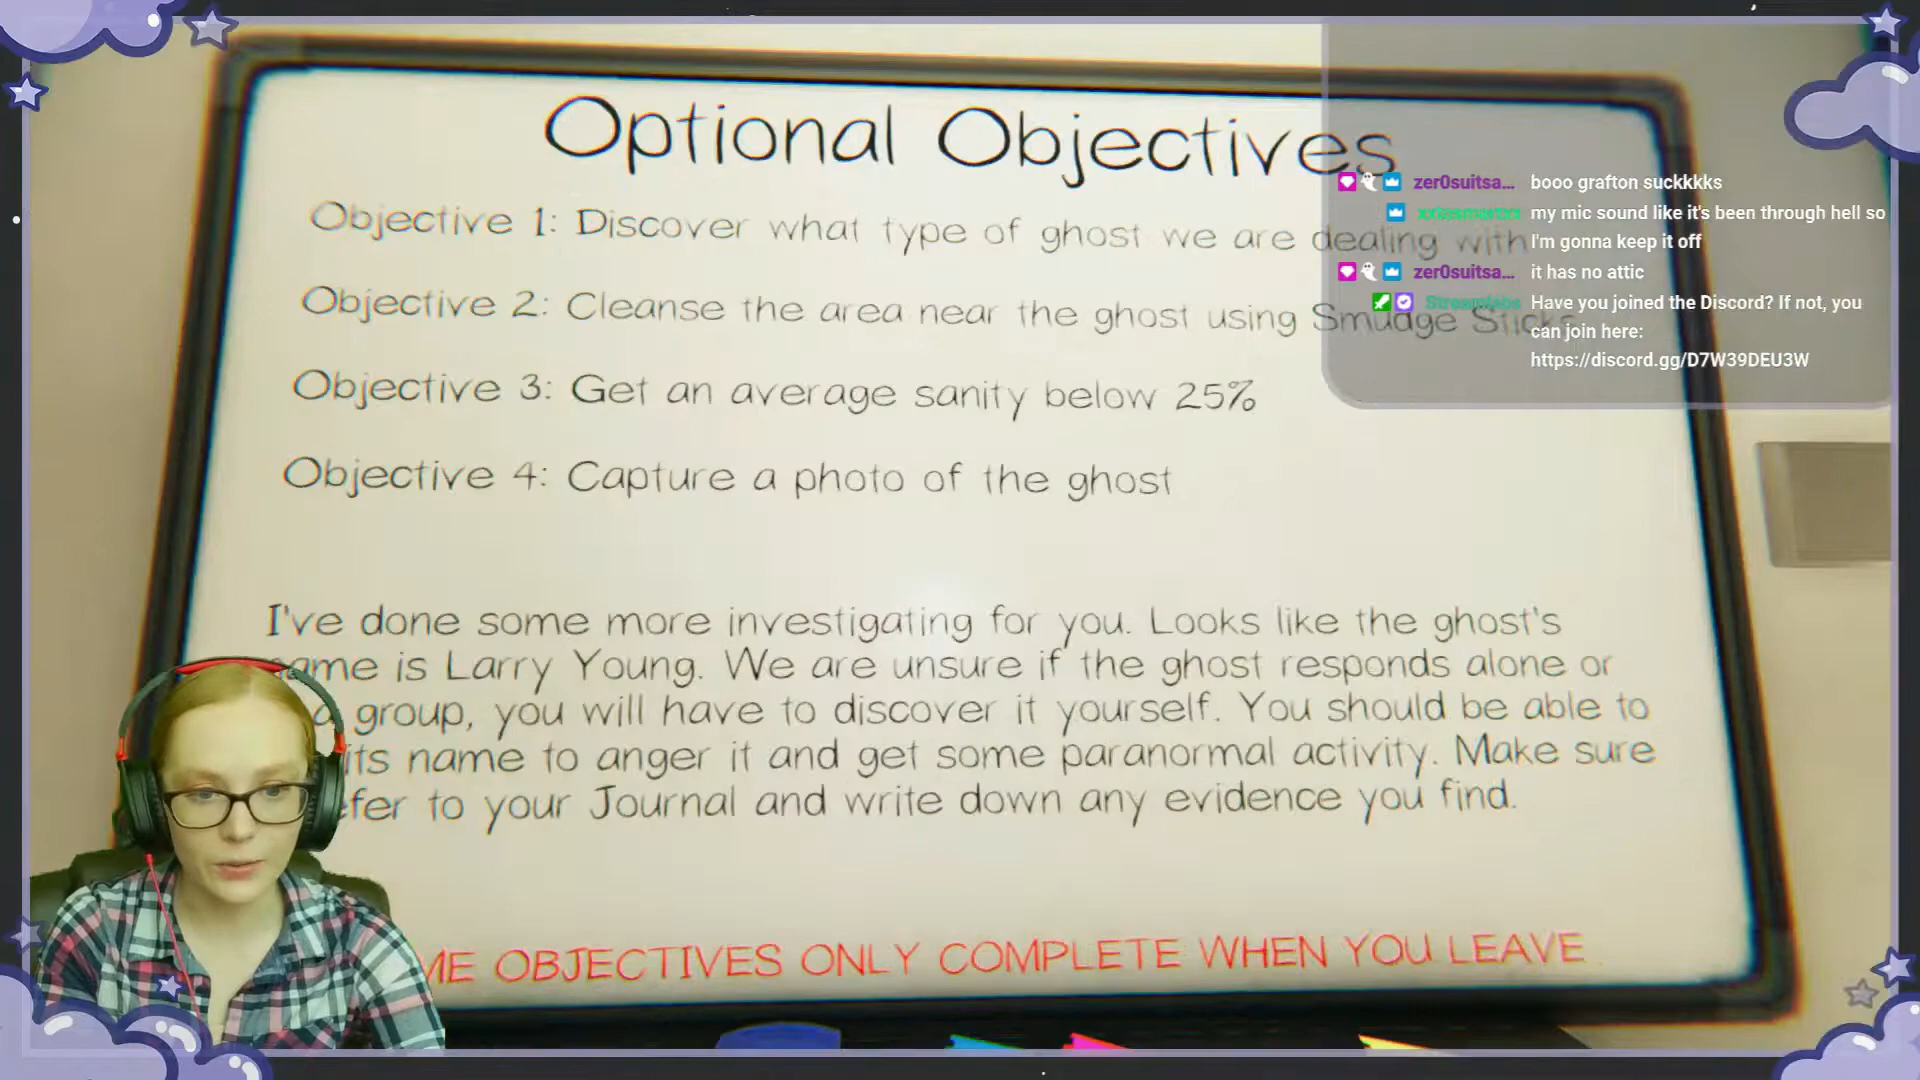 Optional Objectives
Objective 1: Discover what type of ghost we are dealing with
Objective 2: Cleanse the area near the ghost using Smudge Sticks
Objective 3: Get an average sanity below 25%
Objective 4: Capture a photo of the ghost
I've done some more investigating for you. Looks like the ghost's
ame is Larry Young. We are unsure if the ghost responds alone or
a group, you will have to discover it yourself. You should be able to
its name to anger it and get some paranormal activity. Make sure
efer to your Journal and write down any evidence you find.
ME OBJECTIVES ONLY COMPLETE WHEN YOU LEAVE
zer0suitsa... booo grafton suckkkks
my mic sound like it's been through hell so
I'm gonna keep it off
zer0suitsa... it has no attic
Streamlabs Have you joined the Discord? If not, you
can join here:
https://discord.gg/D7W39DEU3W